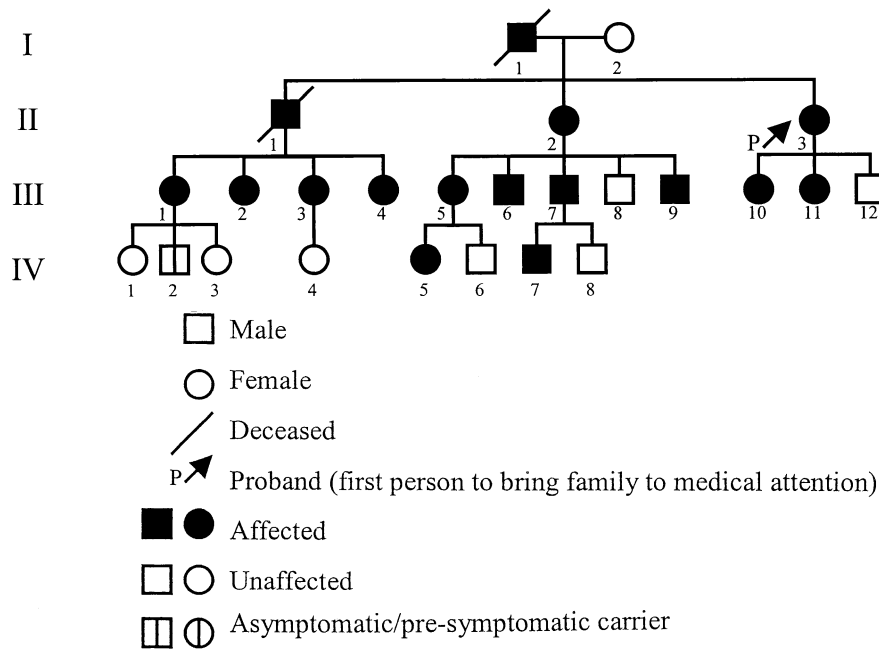 I
1 2
II
1 2 P 3
III
1 2 3 4 5 6 7 8 9 10 11 12
IV
1 2 3 4 5 6 7 8
Male
Female
Deceased
P Proband (first person to bring family to medical attention)
Affected
Unaffected
Asymptomatic/pre-symptomatic carrier